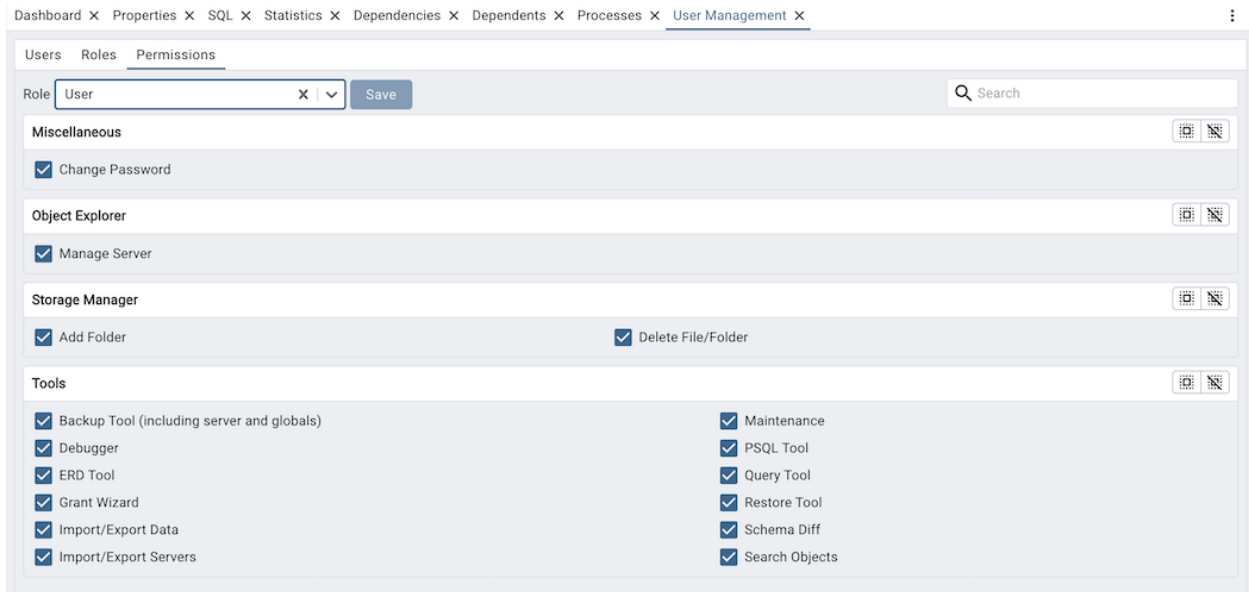 Dashboard X Properties X SQL X Statistics X Dependencies X Dependents X Processes X User Management X
Users Roles Permissions
Role User Save Search
Miscellaneous
Change Password
Object Explorer
Manage Server
Storage Manager
Add Folder Delete File/Folder
Tools
Backup Tool (including server and globals) Maintenance
Debugger PSQL Tool
ERD Tool Query Tool
Grant Wizard Restore Tool
Import/Export Data Schema Diff
Import/Export Servers Search Objects